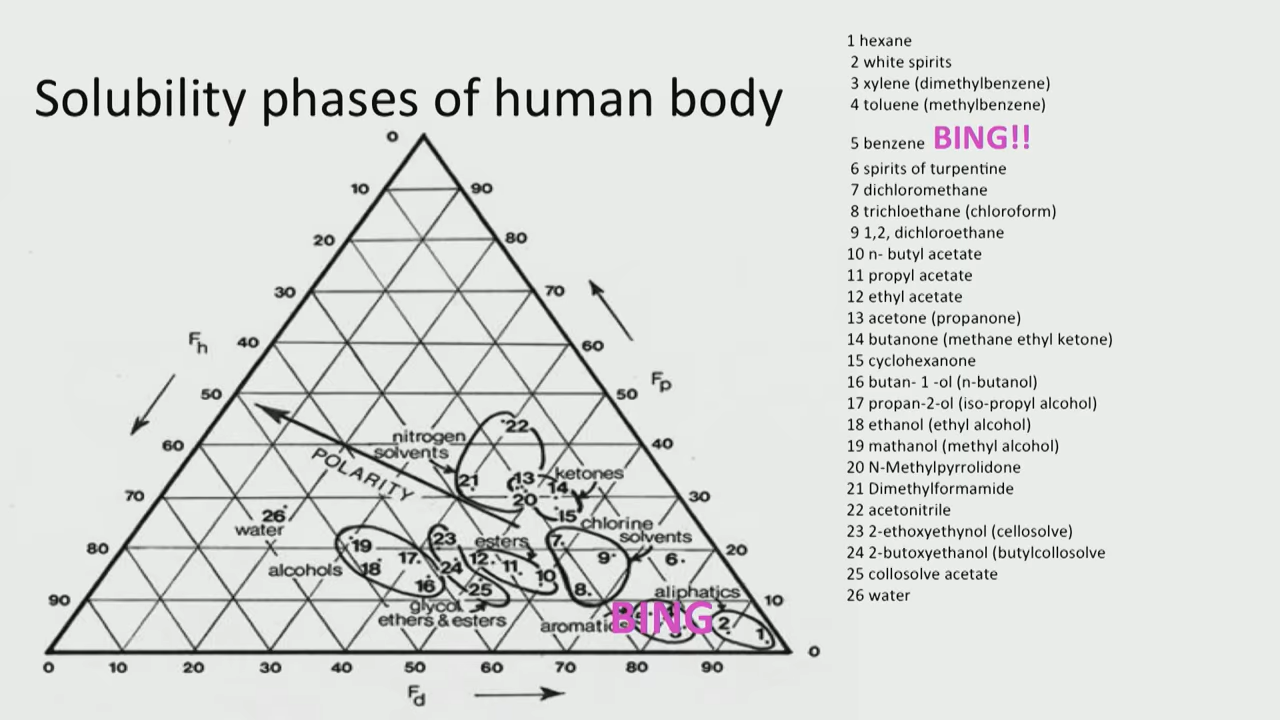 Solubility phases of human body
0
10
90
20
80
30
70
Fh
40
60
50
Fp
50
60
nitrogen
solvents
22
40
POLARITY
21
13
ketones
14
70
20
30
26
water
15
chlorine
solvents
80
19
23
esters
7
20
alcohols
18
17
24
12
11
10
9
6
16
25
8
aliphatics
90
glycol
ethers & esters
aromatic
BING
2
1
10
0
0
10
20
30
40
50
60
70
80
90
Fd
1 hexane
2 white spirits
3 xylene (dimethylbenzene)
4 toluene (methylbenzene)
5 benzene BING!!
6 spirits of turpentine
7 dichloromethane
8 trichloethane (chloroform)
9 1,2, dichloroethane
10 n- butyl acetate
11 propyl acetate
12 ethyl acetate
13 acetone (propanone)
14 butanone (methane ethyl ketone)
15 cyclohexanone
16 butan- 1 -ol (n-butanol)
17 propan-2-ol (iso-propyl alcohol)
18 ethanol (ethyl alcohol)
19 mathanol (methyl alcohol)
20 N-Methylpyrrolidone
21 Dimethylformamide
22 acetonitrile
23 2-ethoxyethynol (cellosolve)
24 2-butoxyethanol (butylcollosolve
25 collosolve acetate
26 water